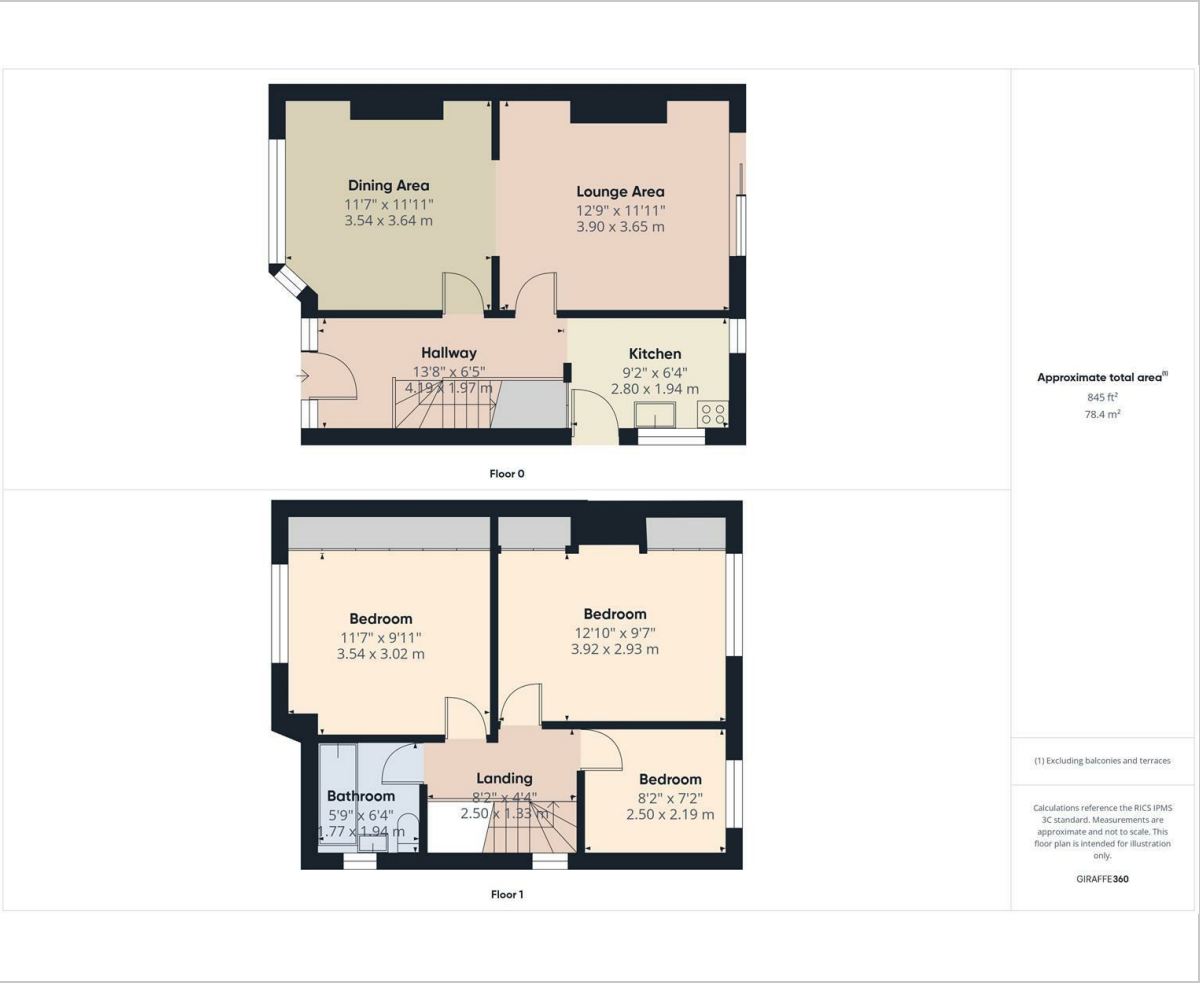 Dining Area
11'7" x 11'11"
3.54 x 3.64 m
Lounge Area
12'9" x 11'11"
3.90 x 3.65 m
Hallway
13'8" x 6'5"
4.19 x 1.97 m
Kitchen
9'2" x 6'4"
2.80 x 1.94 m
Floor 0
Bedroom
11'7" x 9'11"
3.54 x 3.02 m
Bedroom
12'10" x 9'7"
3.92 x 2.93 m
Bathroom
5'9" x 6'4"
1.77 x 1.94 m
Landing
8'2" x 4'4"
2.50 x 1.33 m
Bedroom
8'2" x 7'2"
2.50 x 2.19 m
Floor 1
Approximate total area⁽¹⁾
845 ft²
78.4 m²
(1) Excluding balconies and terraces
Calculations reference the RICS IPMS
3C standard. Measurements are
approximate and not to scale. This
floor plan is intended for illustration
only.
GIRAFFE360